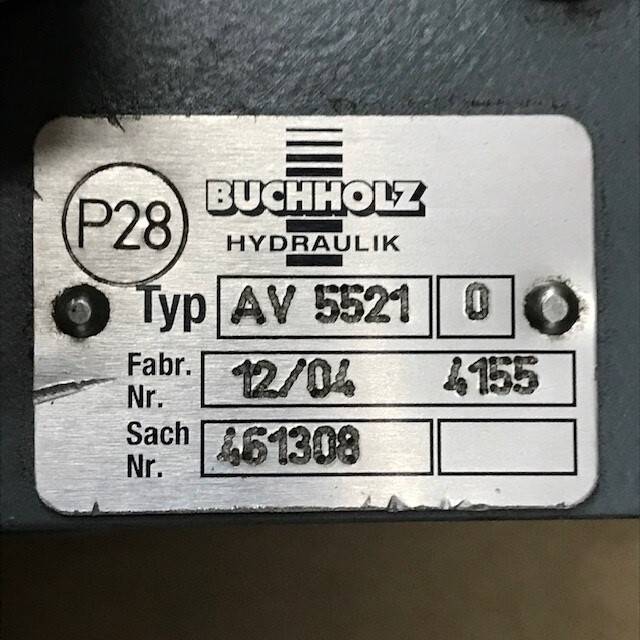 P28
BUCHHOLZ
HYDRAULIK
Typ AV 5521 0
Fabr. Nr. 12/04 4155
Sach Nr. 461308